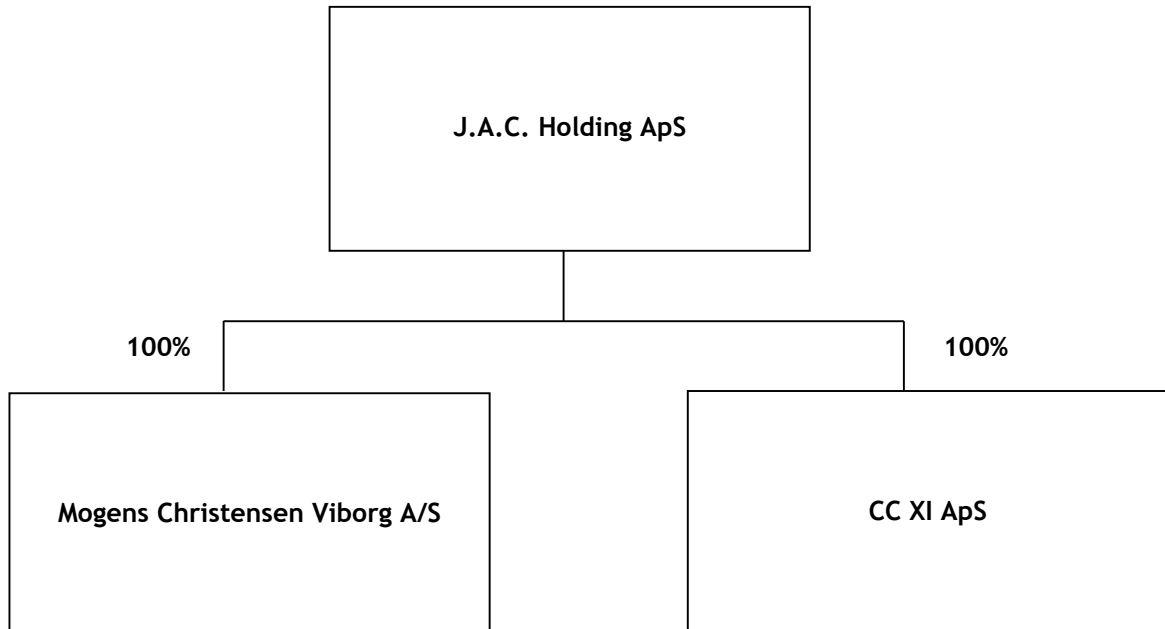 J.A.C. Holding ApS
100%
100%
Mogens Christensen Viborg A/S
CC XI ApS